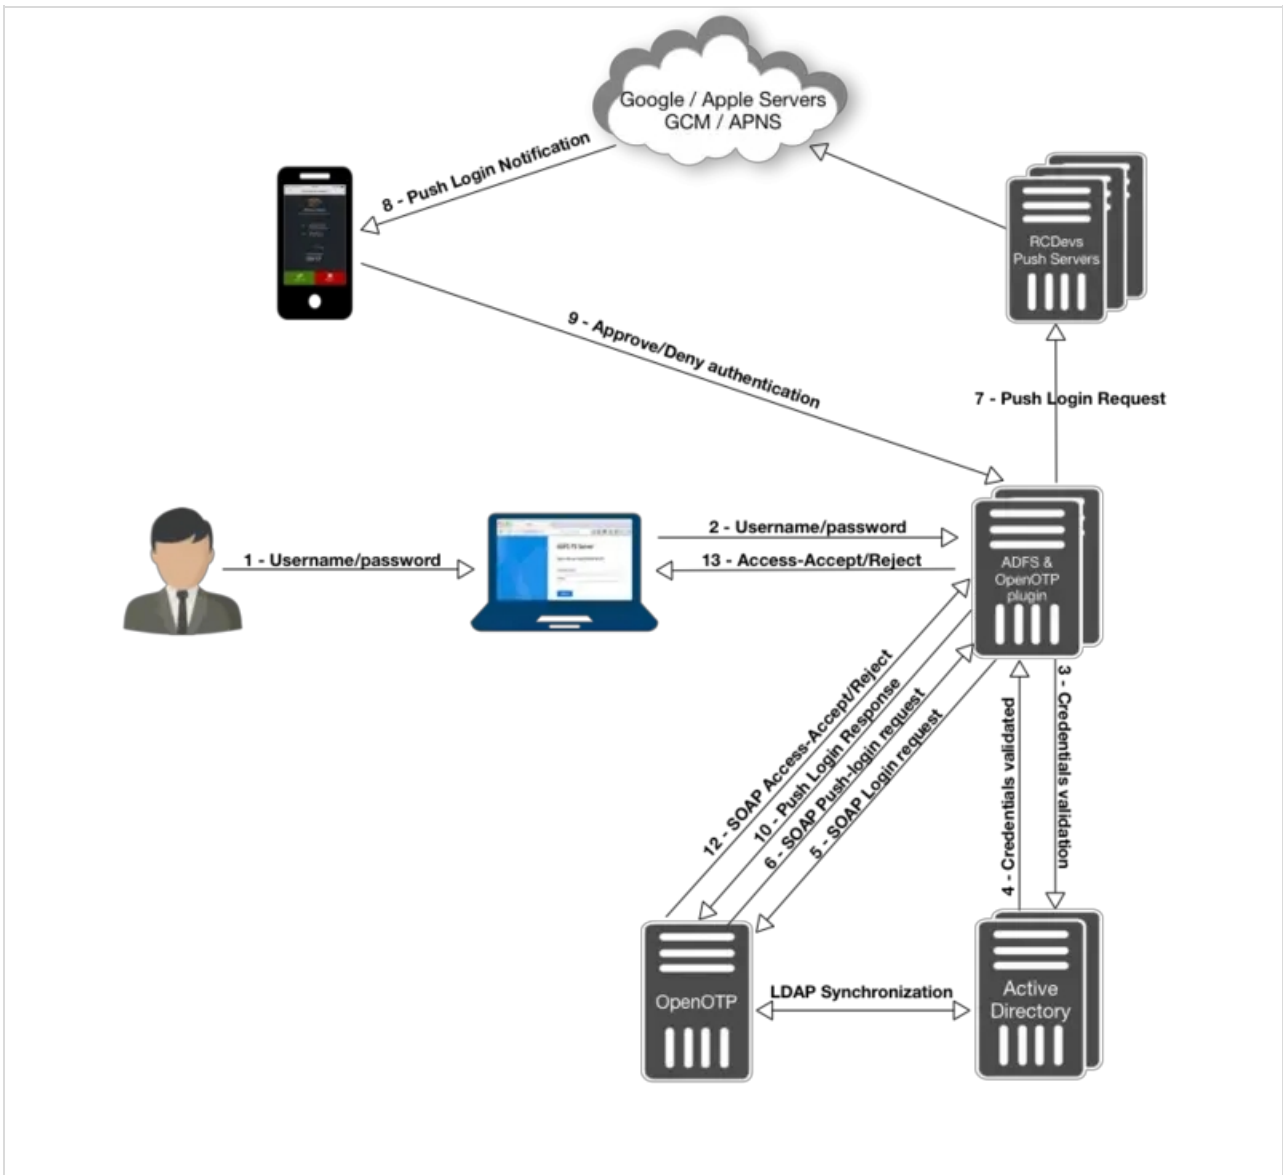 Google / Apple Servers
GCM / APNS
8 - Push Login Notification
RCDevs
Push Servers
9 - Approve/Deny authentication
7 - Push Login Request
1 - Username/password
2 - Username/password
13 - Access-Accept/Reject
ADFS &
OpenOTP
plugin
12 - SOAP Access-Accept/Reject
10 - Push Login Response
6 - SOAP Push-login request
5 - SOAP Login request
4 - Credentials validated
3 - Credentials validation
OpenOTP
LDAP Synchronization
Active
Directory